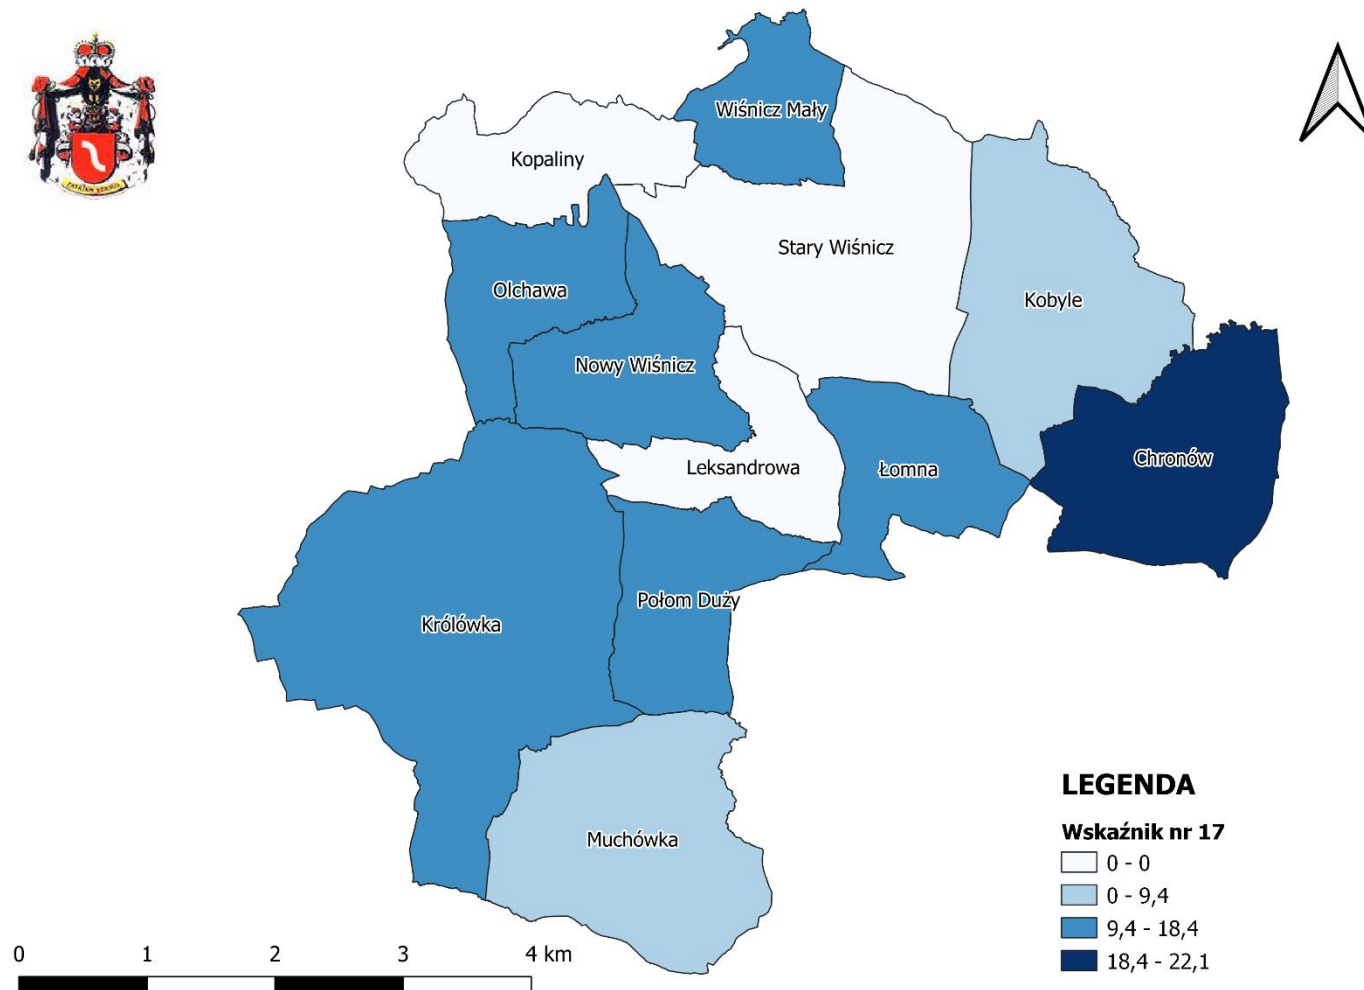 Wiśnicz Mały
Kopaliny
Stary Wiśnicz
Olchawa
Kobyle
Nowy Wiśnicz
Chronów
Leksandrowa
Łomna
Połom Duży
Królówka
Muchówka
LEGENDA
Wskaźnik nr 17
0 - 0
0 - 9,4
9,4 - 18,4
18,4 - 22,1
0 1 2 3 4 km